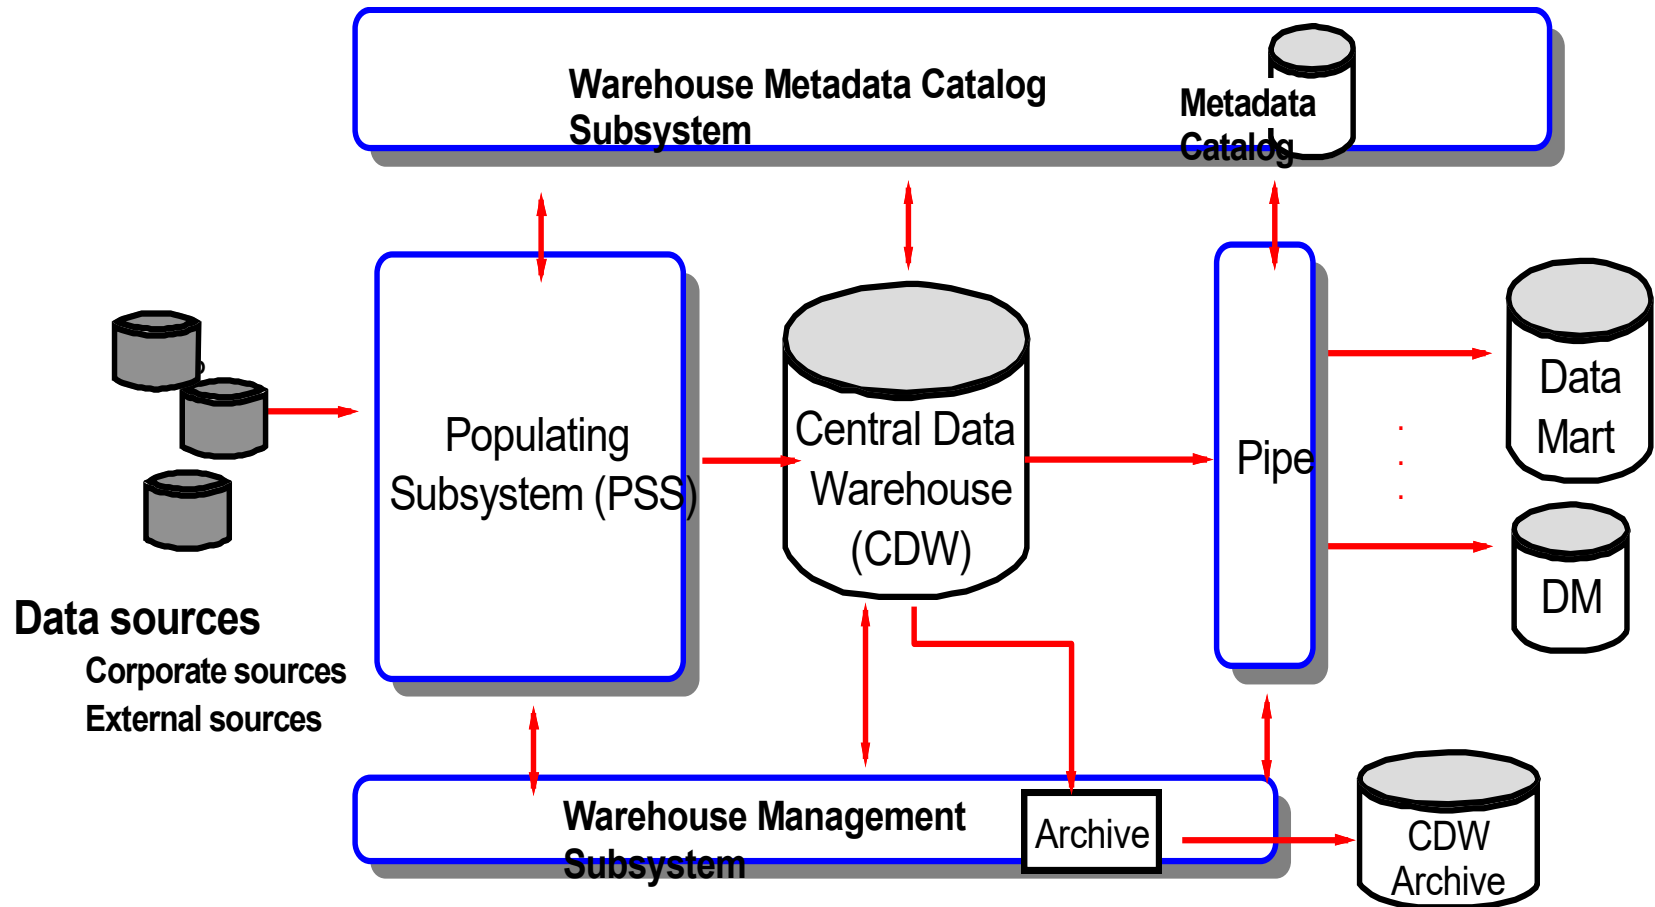 Warehouse Metadata Catalog
Subsystem
Metadata
Catalog
Populating
Subsystem (PSS)
Central Data
Warehouse
(CDW)
Pipe
Data
Mart
.
.
.
DM
Data sources
Corporate sources
External sources
Warehouse Management
Subsystem
Archive
CDW
Archive